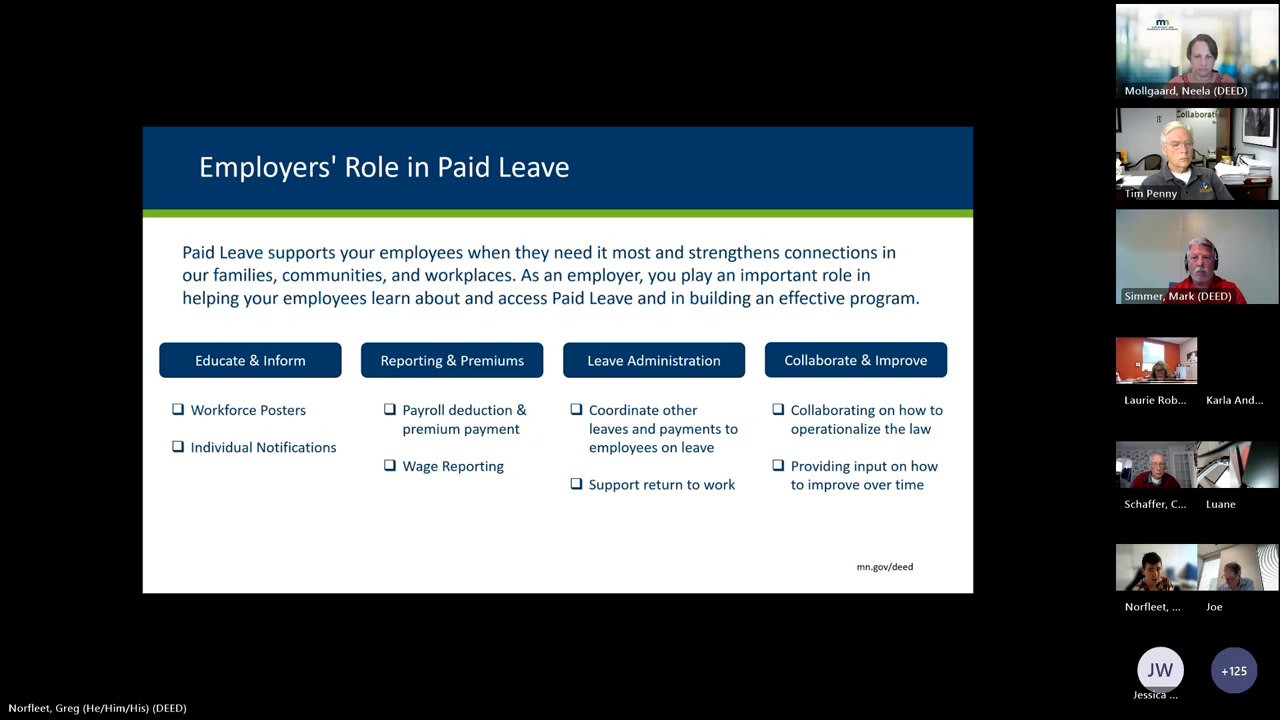 Employers' Role in Paid Leave
Paid Leave supports your employees when they need it most and strengthens connections in
our families, communities, and workplaces. As an employer, you play an important role in
helping your employees learn about and access Paid Leave and in building an effective program.
Educate & Inform
Workforce Posters
Individual Notifications
Reporting & Premiums
Payroll deduction &
premium payment
Wage Reporting
Leave Administration
Coordinate other
leaves and payments to
employees on leave
Support return to work
Collaborate & Improve
Collaborating on how to
operationalize the law
Providing input on how
to improve over time
mn.gov/deed
Mollgaard, Neela (DEED)
Collaborati
Tim Penny
Simmer, Mark (DEED)
Laurie Rob...
Karla And...
Schaffer, C...
Luane
Norfleet, ...
Joe
JW
Jessica ...
+125
Norfleet, Greg (He/Him/His) (DEED)